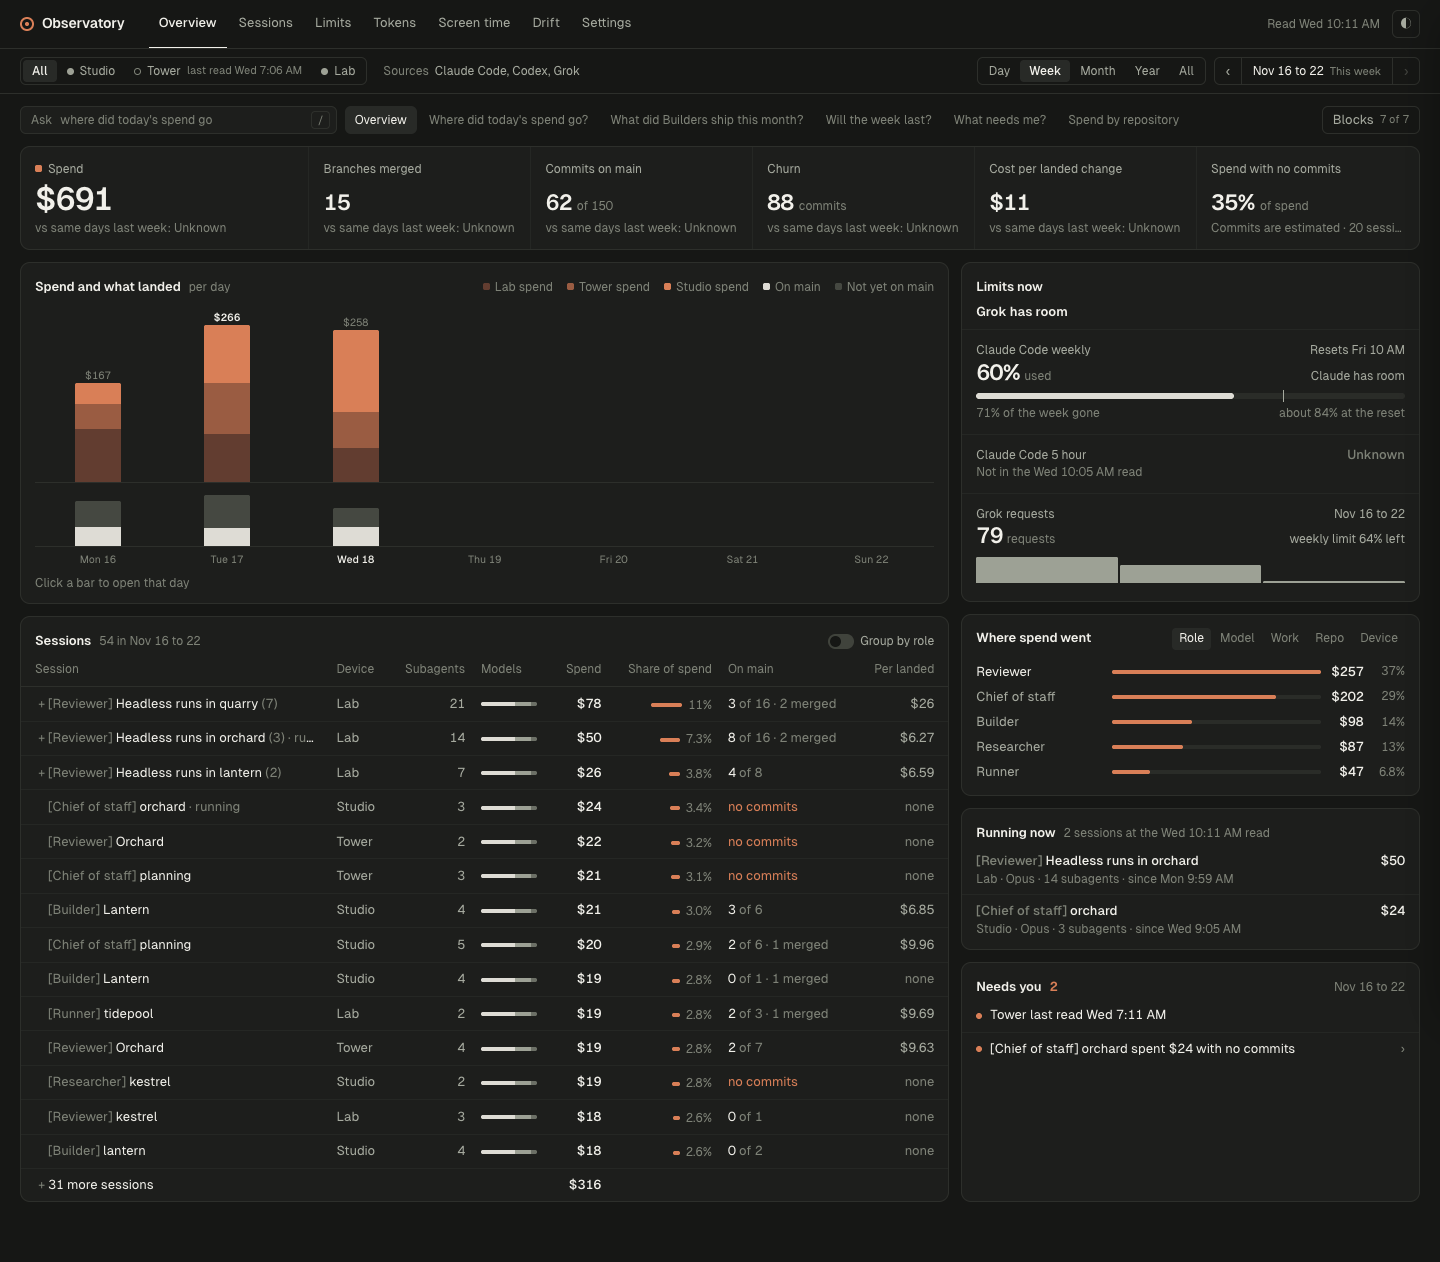 Observatory Overview Sessions Limits Tokens Screen time Drift Settings Read Wed 10:11 AM
All Studio Tower last read Wed 7:06 AM Lab Sources Claude Code, Codex, Grok Day Week Month Year All ‹ Nov 16 to 22 This week ›
Ask where did today's spend go / Overview Where did today's spend go? What did Builders ship this month? Will the week last? What needs me? Spend by repository Blocks 7 of 7
Spend Branches merged Commits on main Churn Cost per landed change Spend with no commits
$691 15 62 of 150 88 commits $11 35% of spend
vs same days last week: Unknown vs same days last week: Unknown vs same days last week: Unknown vs same days last week: Unknown vs same days last week: Unknown Commits are estimated · 20 sessi...
Spend and what landed per day Lab spend Tower spend Studio spend On main Not yet on main
$167 $266 $258
Mon 16 Tue 17 Wed 18 Thu 19 Fri 20 Sat 21 Sun 22
Click a bar to open that day
Limits now
Grok has room
Claude Code weekly Resets Fri 10 AM
60% used Claude has room
71% of the week gone about 84% at the reset
Claude Code 5 hour Unknown
Not in the Wed 10:05 AM read
Grok requests Nov 16 to 22
79 requests weekly limit 64% left
Sessions 54 in Nov 16 to 22 Group by role
Session Device Subagents Models Spend Share of spend On main Per landed
+ [Reviewer] Headless runs in quarry (7) Lab 21 $78 11% 3 of 16 · 2 merged $26
+ [Reviewer] Headless runs in orchard (3) · ru... Lab 14 $50 7.3% 8 of 16 · 2 merged $6.27
+ [Reviewer] Headless runs in lantern (2) Lab 7 $26 3.8% 4 of 8 $6.59
[Chief of staff] orchard · running Studio 3 $24 3.4% no commits none
[Reviewer] Orchard Tower 2 $22 3.2% no commits none
[Chief of staff] planning Tower 3 $21 3.1% no commits none
[Builder] Lantern Studio 4 $21 3.0% 3 of 6 $6.85
[Chief of staff] planning Studio 5 $20 2.9% 2 of 6 · 1 merged $9.96
[Builder] Lantern Studio 4 $19 2.8% 0 of 1 · 1 merged none
[Runner] tidepool Lab 2 $19 2.8% 2 of 3 · 1 merged $9.69
[Reviewer] Orchard Tower 4 $19 2.8% 2 of 7 $9.63
[Researcher] kestrel Studio 2 $19 2.8% no commits none
[Reviewer] kestrel Lab 3 $18 2.6% 0 of 1 none
[Builder] lantern Studio 4 $18 2.6% 0 of 2 none
+ 31 more sessions $316
Where spend went Role Model Work Repo Device
Reviewer $257 37%
Chief of staff $202 29%
Builder $98 14%
Researcher $87 13%
Runner $47 6.8%
Running now 2 sessions at the Wed 10:11 AM read
[Reviewer] Headless runs in orchard $50
Lab · Opus · 14 subagents · since Mon 9:59 AM
[Chief of staff] orchard $24
Studio · Opus · 3 subagents · since Wed 9:05 AM
Needs you 2 Nov 16 to 22
Tower last read Wed 7:11 AM
[Chief of staff] orchard spent $24 with no commits ›